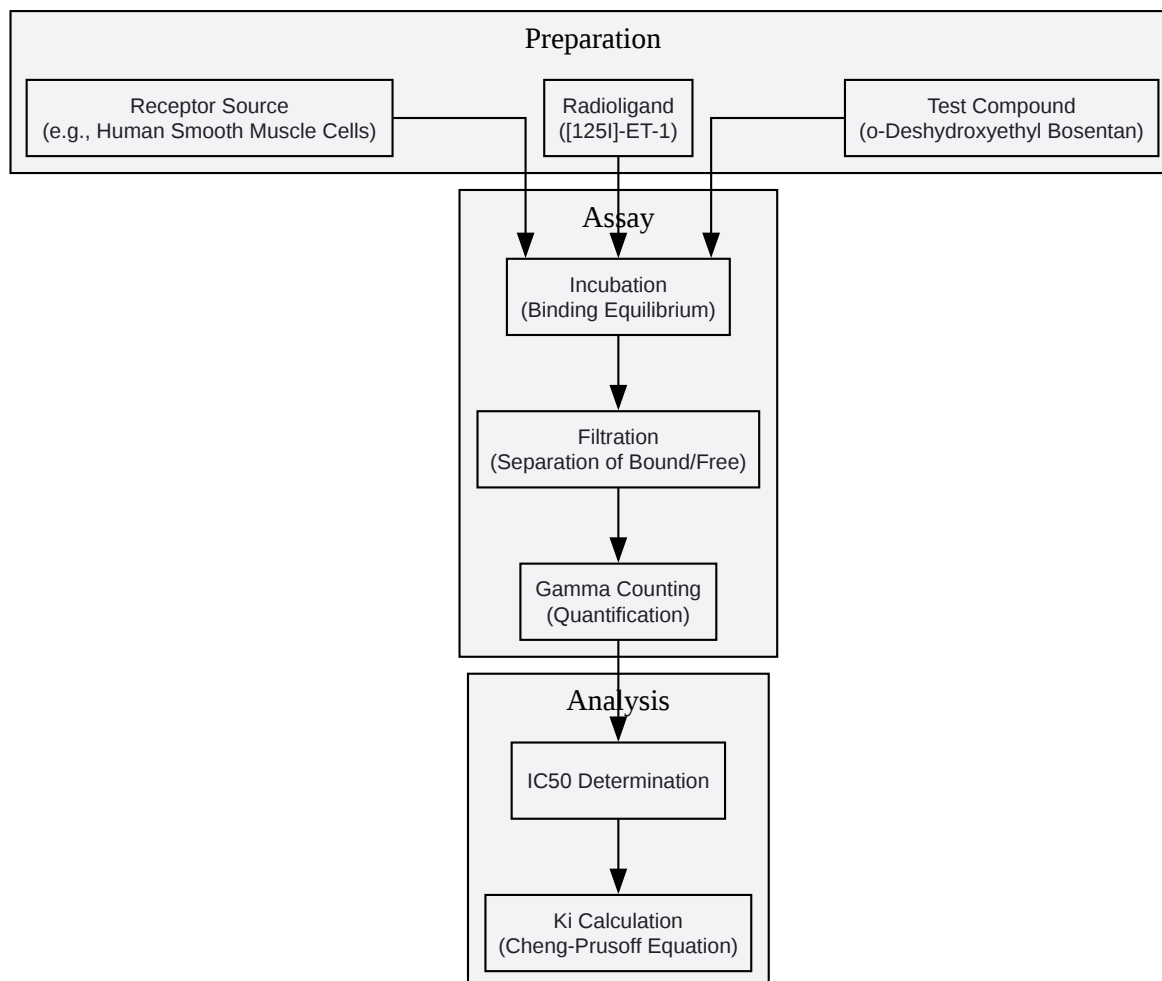 Preparation
Receptor Source
(e.g., Human Smooth Muscle Cells)
Radioligand
([125I]-ET-1)
Test Compound
(o-Deshydroxyethyl Bosentan)
Assay
Incubation
(Binding Equilibrium)
Filtration
(Separation of Bound/Free)
Gamma Counting
(Quantification)
Analysis
IC50 Determination
Ki Calculation
(Cheng-Prusoff Equation)